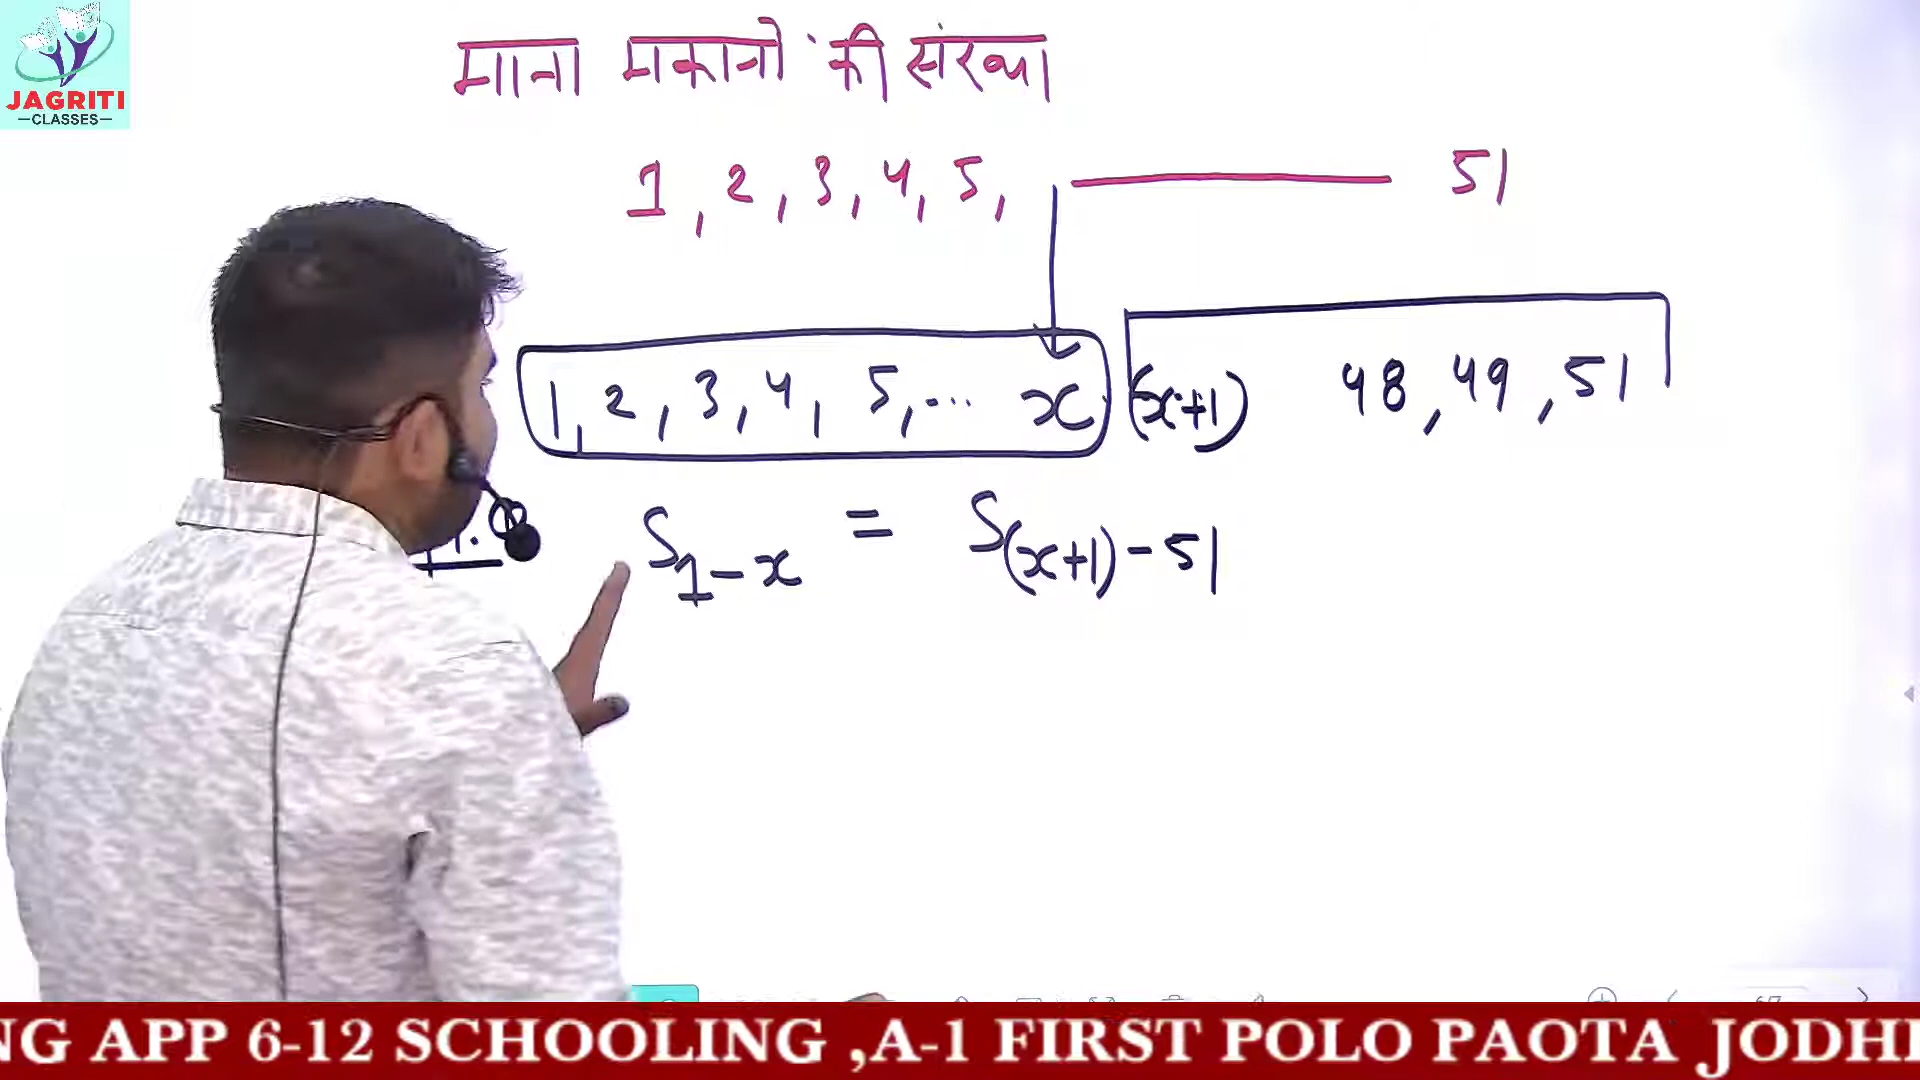 JAGRITI
—CLASSES—
माना मकानों की संख्या
1, 2, 3, 4, 5, 51
1, 2, 3, 4, 5, ... x (x+1) 48, 49, 51
S1-x = S(x+1)-51
NG APP 6-12 SCHOOLING ,A-1 FIRST POLO PAOTA JODH